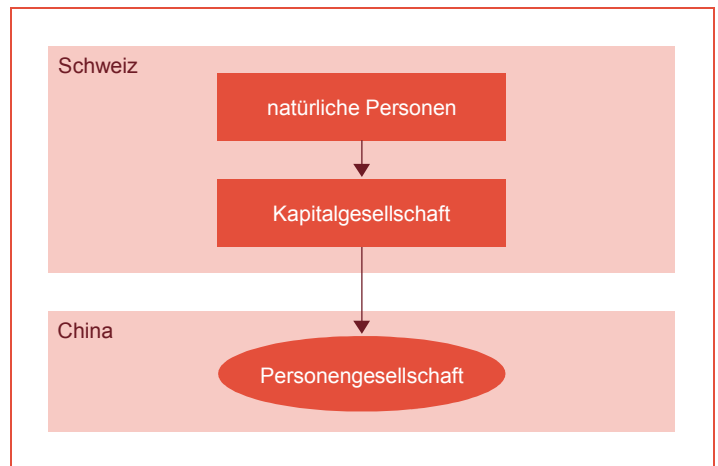 Schweiz
natürliche Personen
Kapitalgesellschaft
China
Personengesellschaft